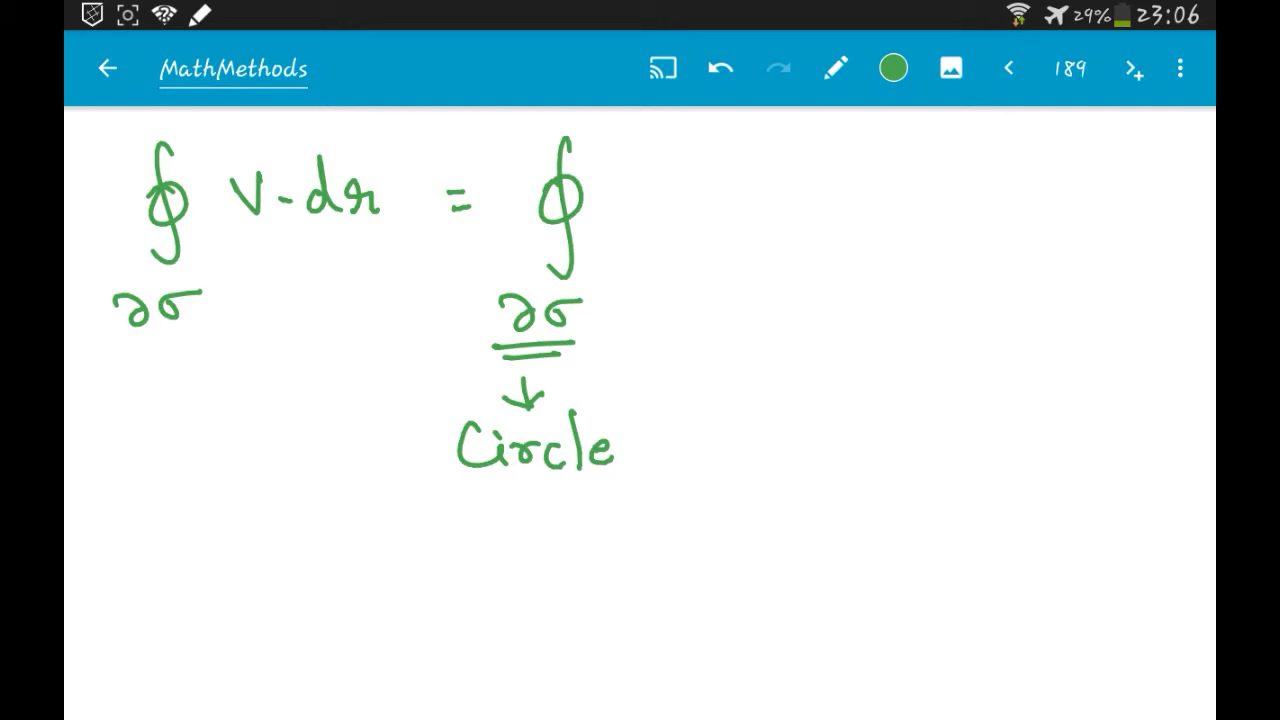 29% 23:06
MathMethods 189
∮ V - dr = ∮
∂σ ∂σ
↓
Circle